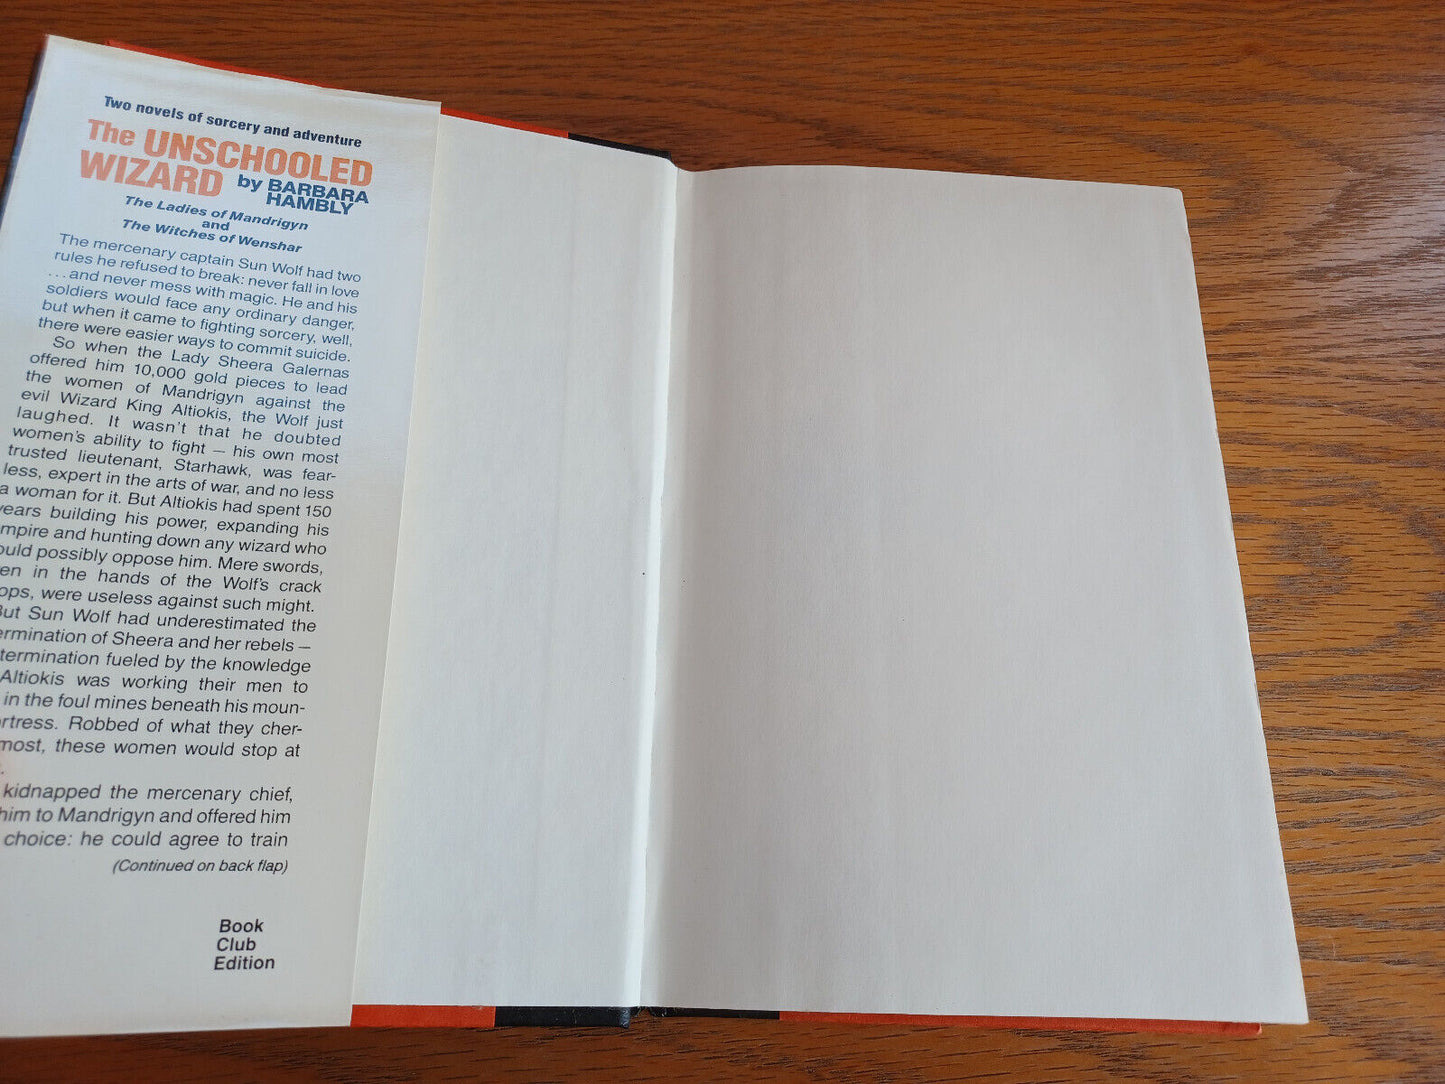 Two novels of sorcery and adventure
The UNSCHOOLED
WIZARD by BARBARA
HAMBLY
The Ladies of Mandrigyn
and
The Witches of Wenshar
The mercenary captain Sun Wolf had two
rules he refused to break: never fall in love
...and never mess with magic. He and his
soldiers would face any ordinary danger,
but when it came to fighting sorcery, well,
there were easier ways to commit suicide.
So when the Lady Sheera Galernas
offered him 10,000 gold pieces to lead
the women of Mandrigyn against the
evil Wizard King Altiokis, the Wolf just
laughed. It wasn't that he doubted
women's ability to fight — his own most
trusted lieutenant, Starhawk, was fear-
less, expert in the arts of war, and no less
a woman for it. But Altiokis had spent 150
years building his power, expanding his
mpire and hunting down any wizard who
ould possibly oppose him. Mere swords,
en in the hands of the Wolf's crack
ops, were useless against such might.
But Sun Wolf had underestimated the
ermination of Sheera and her rebels —
termination fueled by the knowledge
Altiokis was working their men to
in the foul mines beneath his moun-
ortress. Robbed of what they cher-
most, these women would stop at
.
kidnapped the mercenary chief,
him to Mandrigyn and offered him
choice: he could agree to train
(Continued on back flap)
Book
Club
Edition